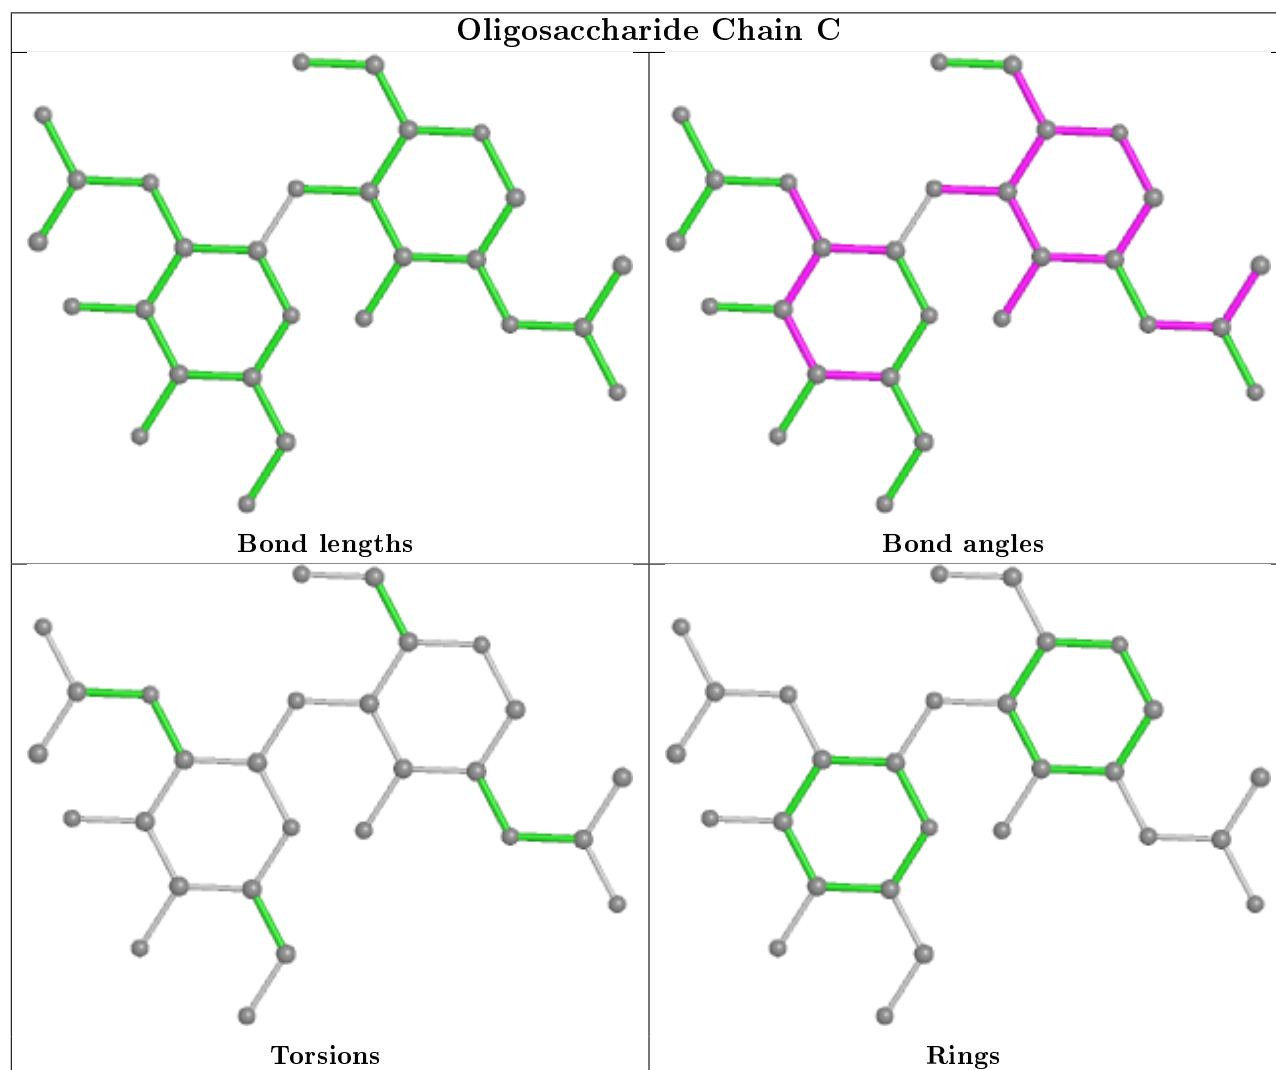 Oligosaccharide Chain C
Bond lengths
Bond angles
Torsions
Rings